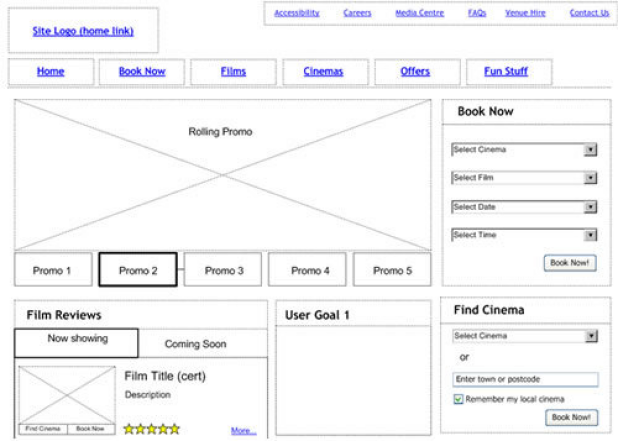 Accessibility Careers Media Centre FAQs Venue Hire Contact Us
Site Logo (home link)
Home Book Now Films Cinemas Offers Fun Stuff
Rolling Promo
Promo 1 Promo 2 Promo 3 Promo 4 Promo 5
Book Now
Select Cinema
Select Film
Select Date
Select Time
Book Now!
Film Reviews
Now showing Coming Soon
Film Title (cert)
Description
Find Cinema Book Now
More...
User Goal 1
Find Cinema
Select Cinema
or
Enter town or postcode
Remember my local cinema
Book Now!